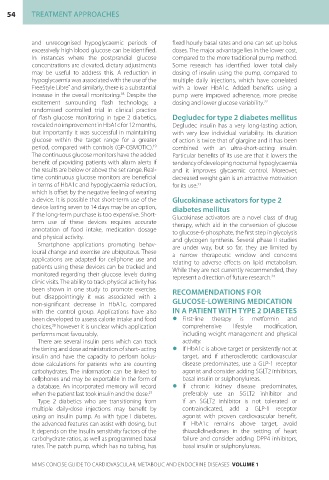 54 TREATMENT APPROACHES
and unrecognised hypoglycaemic periods of
excessively high blood glucose can be identified.
In instances where the postprandial glucose
concentrations are elevated, dietary adjustments
may be useful to address this. A reduction in
hypoglycaemia was associated with the use of the
FreeStyle Libre and similarly, there is a substantial
increase in the overall monitoring. Despite the
excitement surrounding flash technology, a
randomised controlled trial in clinical practice
of flash glucose monitoring in type 2 diabetics,
revealed no improvement in HbA1c for 12 months,
but importantly it was successful in maintaining
glucose within the target range for a greater
period, compared with controls (GP-OSMOTIC).
The continuous glucose monitors have the added
benefit of providing patients with alarm alerts if
the results are below or above the set range. Real-
time continuous glucose monitors are beneficial
in terms of HbA1c and hypoglycaemia reduction,
which is offset by the negative feeling of wearing
a device. It is possible that short-term use of the
device lasting seven to 14 days may be an option,
if the long-term purchase is too expensive. Short-
term use of these devices requires accurate
annotation of food intake, medication dosage
and physical activity.
Smartphone applications promoting behav-
ioural change and exercise are ubiquitous. These
applications are adapted for cellphone use and
patients using these devices can be tracked and
monitored regarding their glucose levels during
clinic visits. The ability to track physical activity has
been shown in one study to promote exercise,
but disappointingly it was associated with a
non-significant decrease in HbA1c, compared
with the control group. Applications have also
been developed to assess calorie intake and food
choices, however it is unclear which application
performs more favourably.
There are several insulin pens which can track
the timing and dose administration of short-acting
insulin and have the capacity to perform bolus
dose calculations for patients who are counting
carbohydrates. The information can be linked to
cellphones and may be exportable in the form of
a database. An incorporated memory will record
when the patient last took insulin and the dose.
Type 2 diabetics who are transitioning from
multiple daily-dose injections may benefit by
using an insulin pump. As with type I diabetes,
the advanced features can assist with dosing, but
it depends on the insulin sensitivity factors of the
carbohydrate ratios, as well as programmed basal
rates. The patch pump, which has no tubing, has
fixed hourly basal rates and one can set up bolus
doses. The major advantage lies in the lower cost,
compared to the more traditional pump method.
Some research has identified lower total daily
dosing of insulin using the pump, compared to
multiple daily injections, which have correlated
with a lower HbA1c. Added benefits using a
pump were improved adherence, more precise
dosing and lower glucose variability.
Degludec for type 2 diabetes mellitus
Degludec insulin has a very long-lasting action,
with very low individual variability. Its duration
of action is twice that of glargine and it has been
combined with an ultra-short-acting insulin.
Particular benefits of its use are that it lowers the
tendency of developing nocturnal hypoglycaemia
and it improves glycaemic control. Moreover,
decreased weight gain is an attractive motivation
for its use.
Glucokinase activators for type 2
diabetes mellitus
Glucokinase activators are a novel class of drug
therapy, which aid in the conversion of glucose
to glucose-6-phosphate, the first step in glycolysis
and glycogen synthesis. Several phase II studies
are under way, but so far, they are limited by
a narrow therapeutic window and concerns
relating to adverse effects on lipid metabolism.
While they are not currently recommended, they
represent a direction of future research.
RECOMMENDATIONS FOR
GLUCOSE-LOWERING MEDICATION
IN A PATIENT WITH TYPE 2 DIABETES
● First-line therapy is metformin and
comprehensive lifestyle modification,
including weight management and physical
activity.
● If HbA1c is above target or persistently not at
target, and if atherosclerotic cardiovascular
disease predominates, use a GLP-1 receptor
agonist and consider adding SGLT2 inhibitors,
basal insulin or sulphonylureas.
● If chronic kidney disease predominates,
preferably use an SGLT2 inhibitor and
if an SGLT2 inhibitor is not tolerated or
contraindicated, add a GLP-1 receptor
agonist with proven cardiovascular benefit.
If HbA1c remains above target, avoid
thiazolidinediones in the setting of heart
failure and consider adding DPP4 inhibitors,
basal insulin or sulphonylureas.
MIMS CONCISE GUIDE TO CARDIOVASCULAR, METABOLIC AND ENDOCRINE DISEASES VOLUME 1